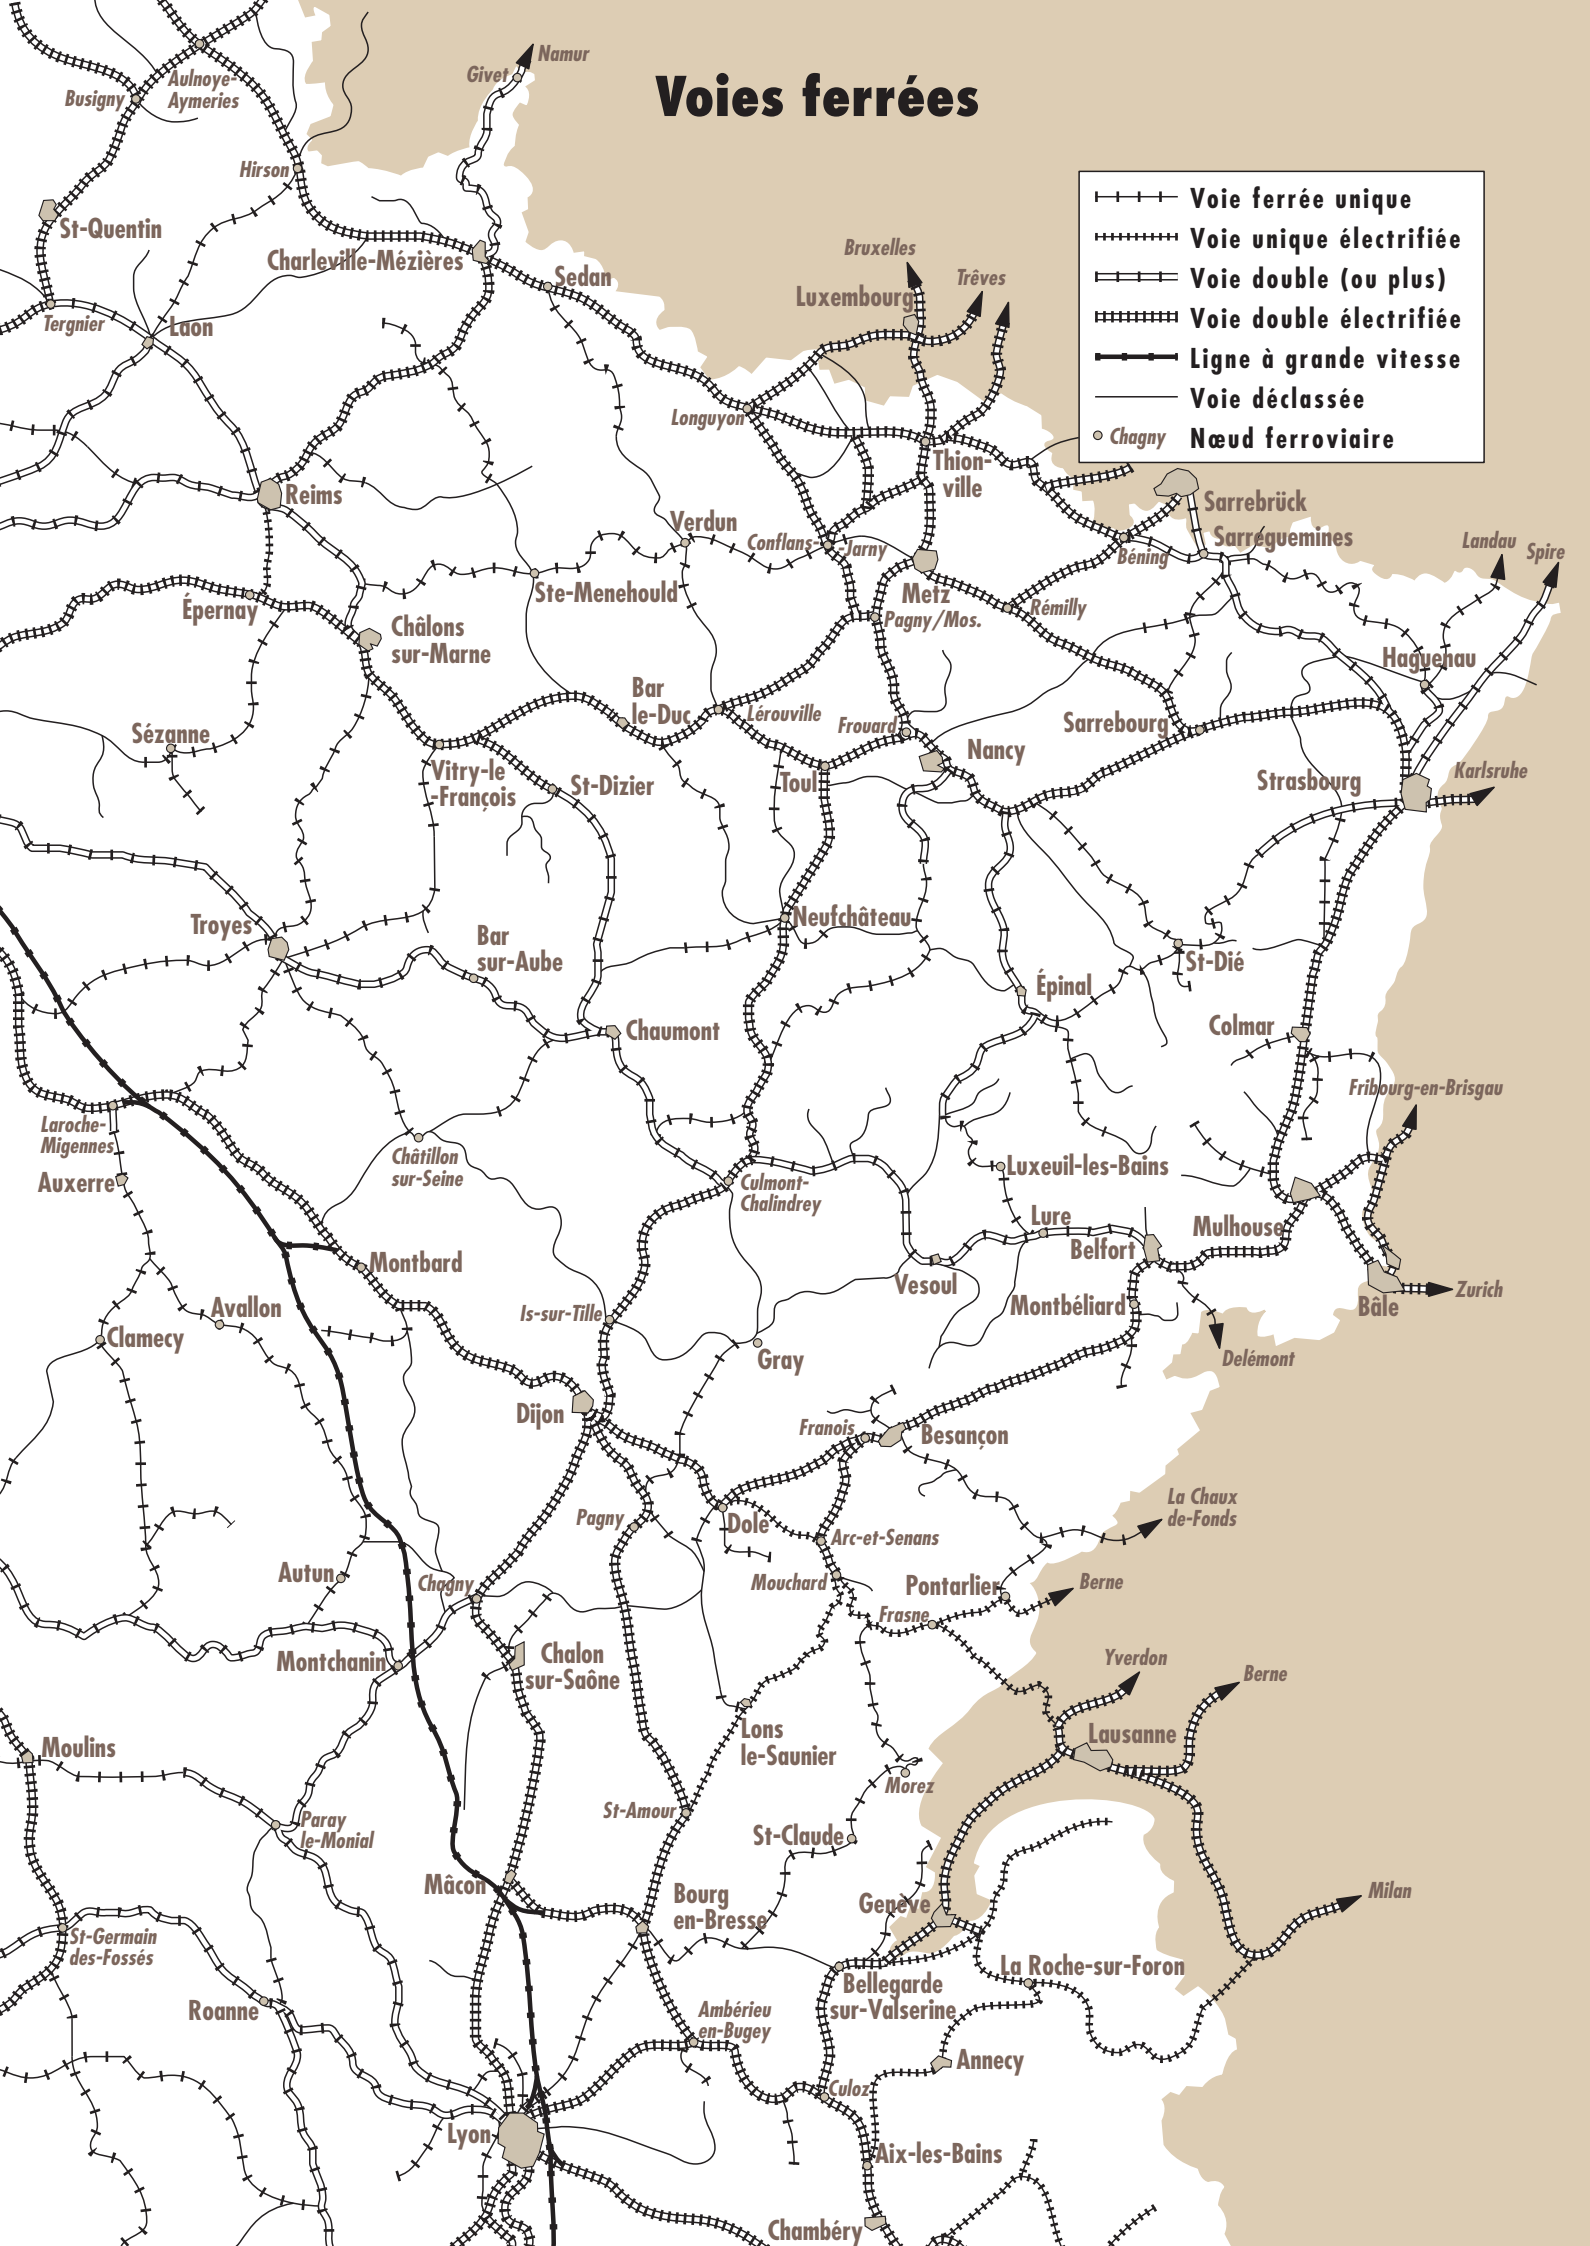 Voies ferrées
Voie ferrée unique
Voie unique électrifiée
Voie double (ou plus)
Voie double électrifiée
Ligne à grande vitesse
Voie déclassée
Chagny
Nœud ferroviaire
Namur
Givet
Aulnoye-
Aymeries
Busigny
Hirson
St-Quentin
Charleville-Mézières
Sedan
Bruxelles
Trêves
Luxembourg
Tergnier
Laon
Longuyon
Thion-
ville
Reims
Sarrebrück
Verdun
Conflans-
-Jarny
Béning
Sarreguemines
Landau
Spire
Ste-Menehould
Metz
Épernay
Pagny/Mos.
Rémilly
Châlons
sur-Marne
Haguenau
Bar
le-Duc
Lérouville
Frouard
Sarrebourg
Sézanne
Nancy
Vitry-le
-François
St-Dizier
Toul
Strasbourg
Karlsruhe
Troyes
Neufchâteau
Bar
sur-Aube
St-Dié
Épinal
Chaumont
Colmar
Fribourg-en-Brisgau
Laroche-
Migennes
Auxerre
Châtillon
sur-Seine
Luxeuil-les-Bains
Culmont-
Chalindrey
Lure
Belfort
Mulhouse
Montbard
Vesoul
Zurich
Avallon
Is-sur-Tille
Montbéliard
Bâle
Clamecy
Gray
Delémont
Dijon
Franois
Besançon
La Chaux
de-Fonds
Pagny
Dole
Arc-et-Senans
Autun
Chagny
Mouchard
Pontarlier
Berne
Frasne
Montchanin
Chalon
sur-Saône
Yverdon
Berne
Lausanne
Moulins
Lons
le-Saunier
Morez
Paray
le-Monial
St-Amour
St-Claude
Mâcon
Bourg
en-Bresse
Genève
Milan
St-Germain
des-Fossés
La Roche-sur-Foron
Bellegarde
sur-Valserine
Roanne
Ambérieu
en-Bugey
Annecy
Culoz
Lyon
Aix-les-Bains
Chambéry